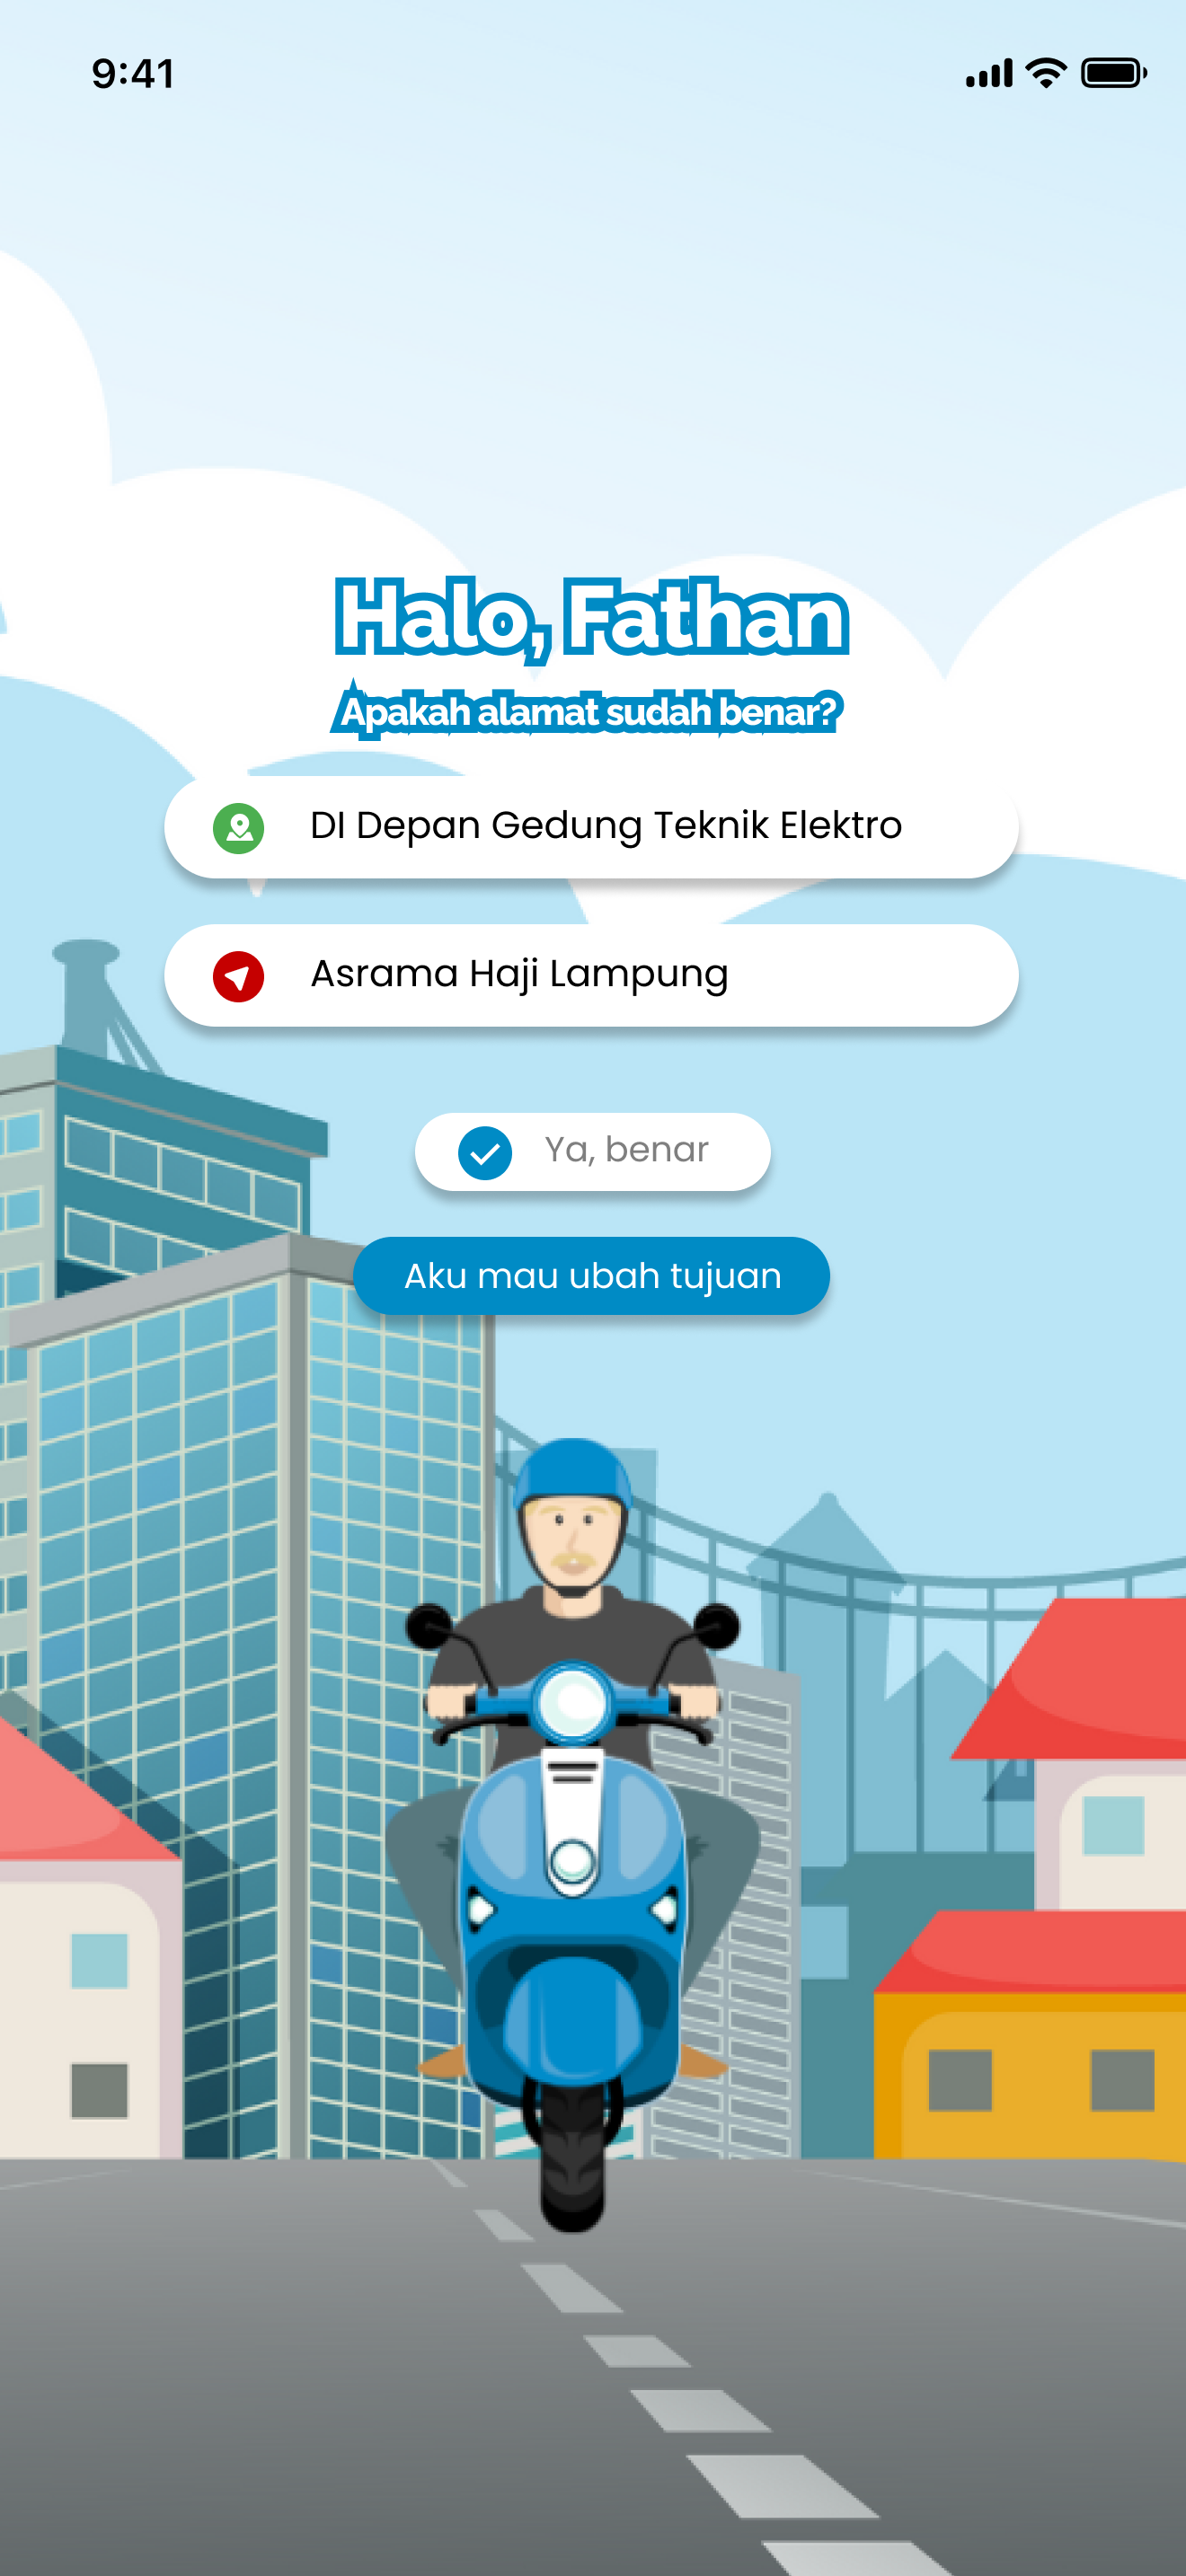 9:41
Halo, Fathan
Apakah alamat sudah benar?
DI Depan Gedung Teknik Elektro
Asrama Haji Lampung
Ya, benar
Aku mau ubah tujuan